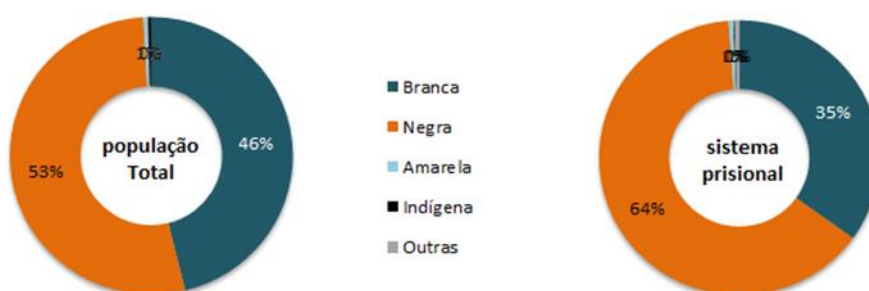 46%
53%
população
Total
Branca
Negra
Amarela
Indígena
Outras
35%
64%
sistema
prisional